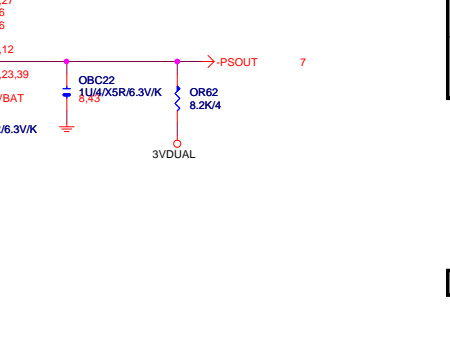 ,27
6
6
,12
-PSOUT 7
,23,39
OBC22
1U/4/X5R/6.3V/K
8,43
OR62
8.2K/4
/BAT
/6.3V/K
3VDUAL